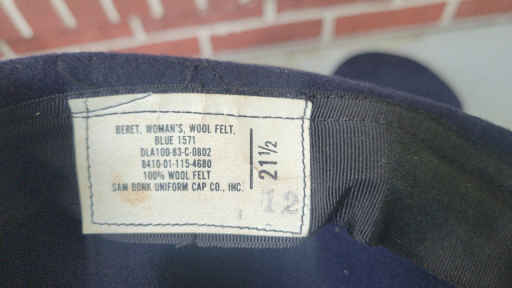 BERET, WOMAN'S, WOOL FELT,
BLUE 1571
DLA100-83-C-0802
8410-01-115-4680
100% WOOL FELT
SAM BONK UNIFORM CAP CO., INC.
21½
12